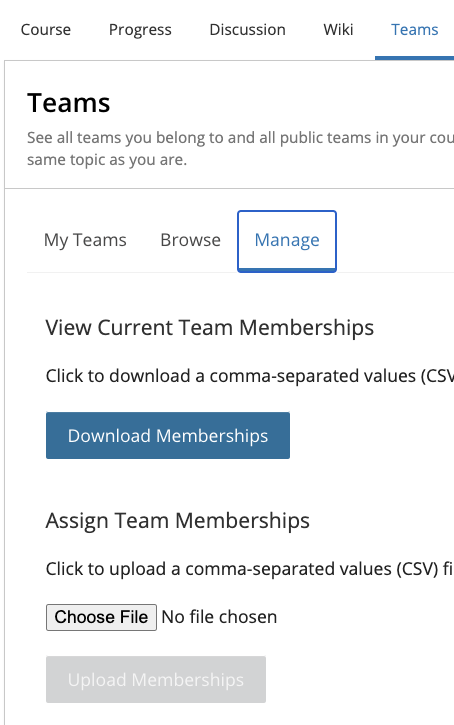 Course Progress Discussion Wiki Teams
Teams
See all teams you belong to and all public teams in your cou
same topic as you are.
My Teams Browse Manage
View Current Team Memberships
Click to download a comma-separated values (CSV
Download Memberships
Assign Team Memberships
Click to upload a comma-separated values (CSV) fi
Choose File No file chosen
Upload Memberships